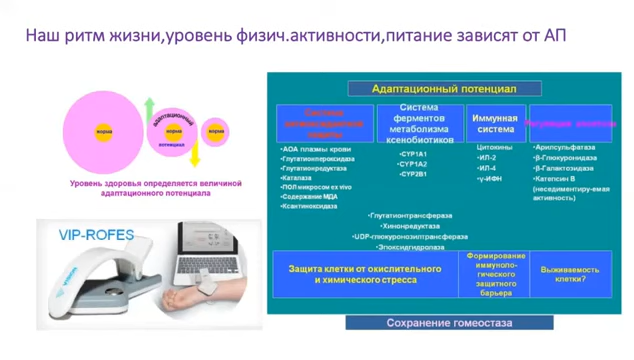 Наш ритм жизни,уровень физич.активности,питание зависят от АП
адаптационный
норма
норма
норма
потенциал
Уровень здоровья определяется величиной
адаптационного потенциала
VIP-ROFES
Адаптационный потенциал
Система
ферментов
метаболизма
ксенобиотиков
Иммунная
система
•АОА плазмы крови
•Глутатионпероксидаза
•Глутатионредуктаза
•Каталаза
•ПОЛ микросом ex vivo
•Содержание МДА
•Ксантиноксидаза
•CYP1A1
•CYP1A2
•CYP2B1
Цитокины
•ИЛ-2
•ИЛ-4
•γ-ИФН
•Арилсульфатаза
•β-Глюкуронидаза
•β-Галактозидаза
•Катепсин В
(неседиментиру-емая
активность)
•Глутатионтрансфераза
•Хинонредуктаза
•UDP-глюкуронозилтрансфераза
•Эпоксидгидролаза
Защита клетки от окислительного
и химического стресса
Формирование
иммуноло-
гического
защитного
барьера
Выживаемость
клетки?
Сохранение гомеостаза